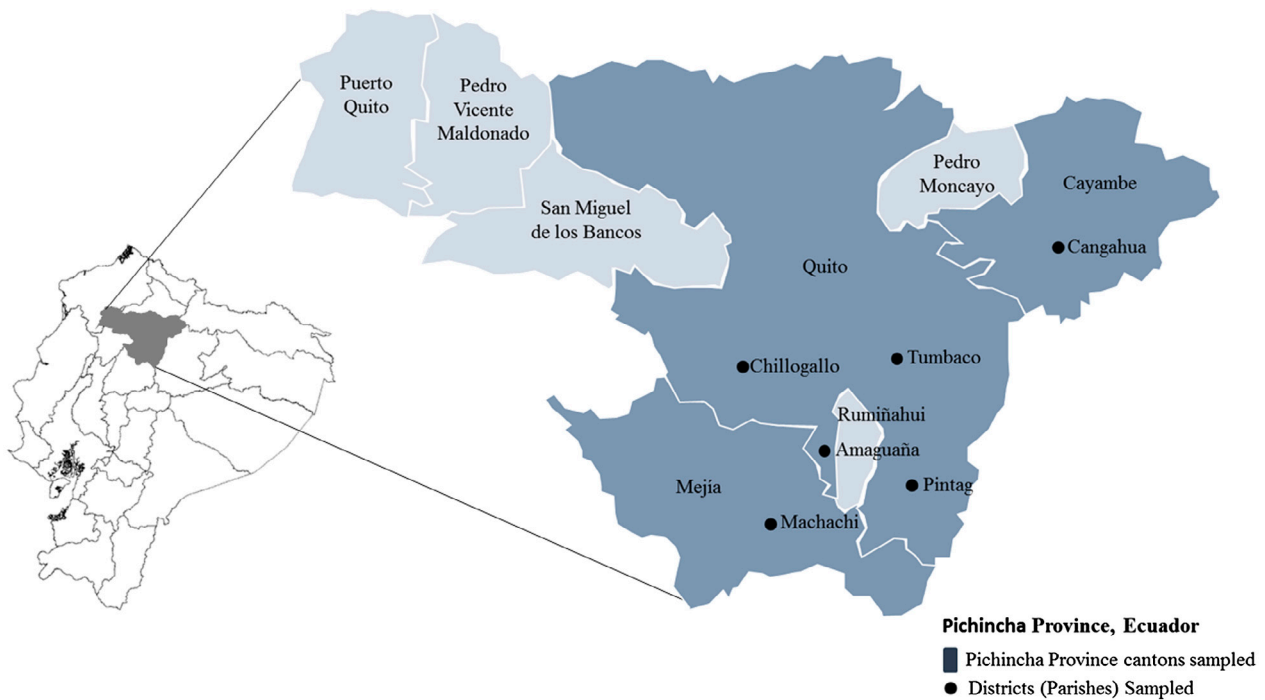 Puerto
Quito
Pedro
Vicente
Maldonado
San Miguel
de los Bancos
Pedro
Moncayo
Cayambe
Cangahua
Quito
Chillogallo
Tumbaco
Rumiñahui
Amaguaña
Mejia
Pintag
Machachi
Pichincha Province, Ecuador
Pichincha Province cantons sampled
Districts (Parishes) Sampled